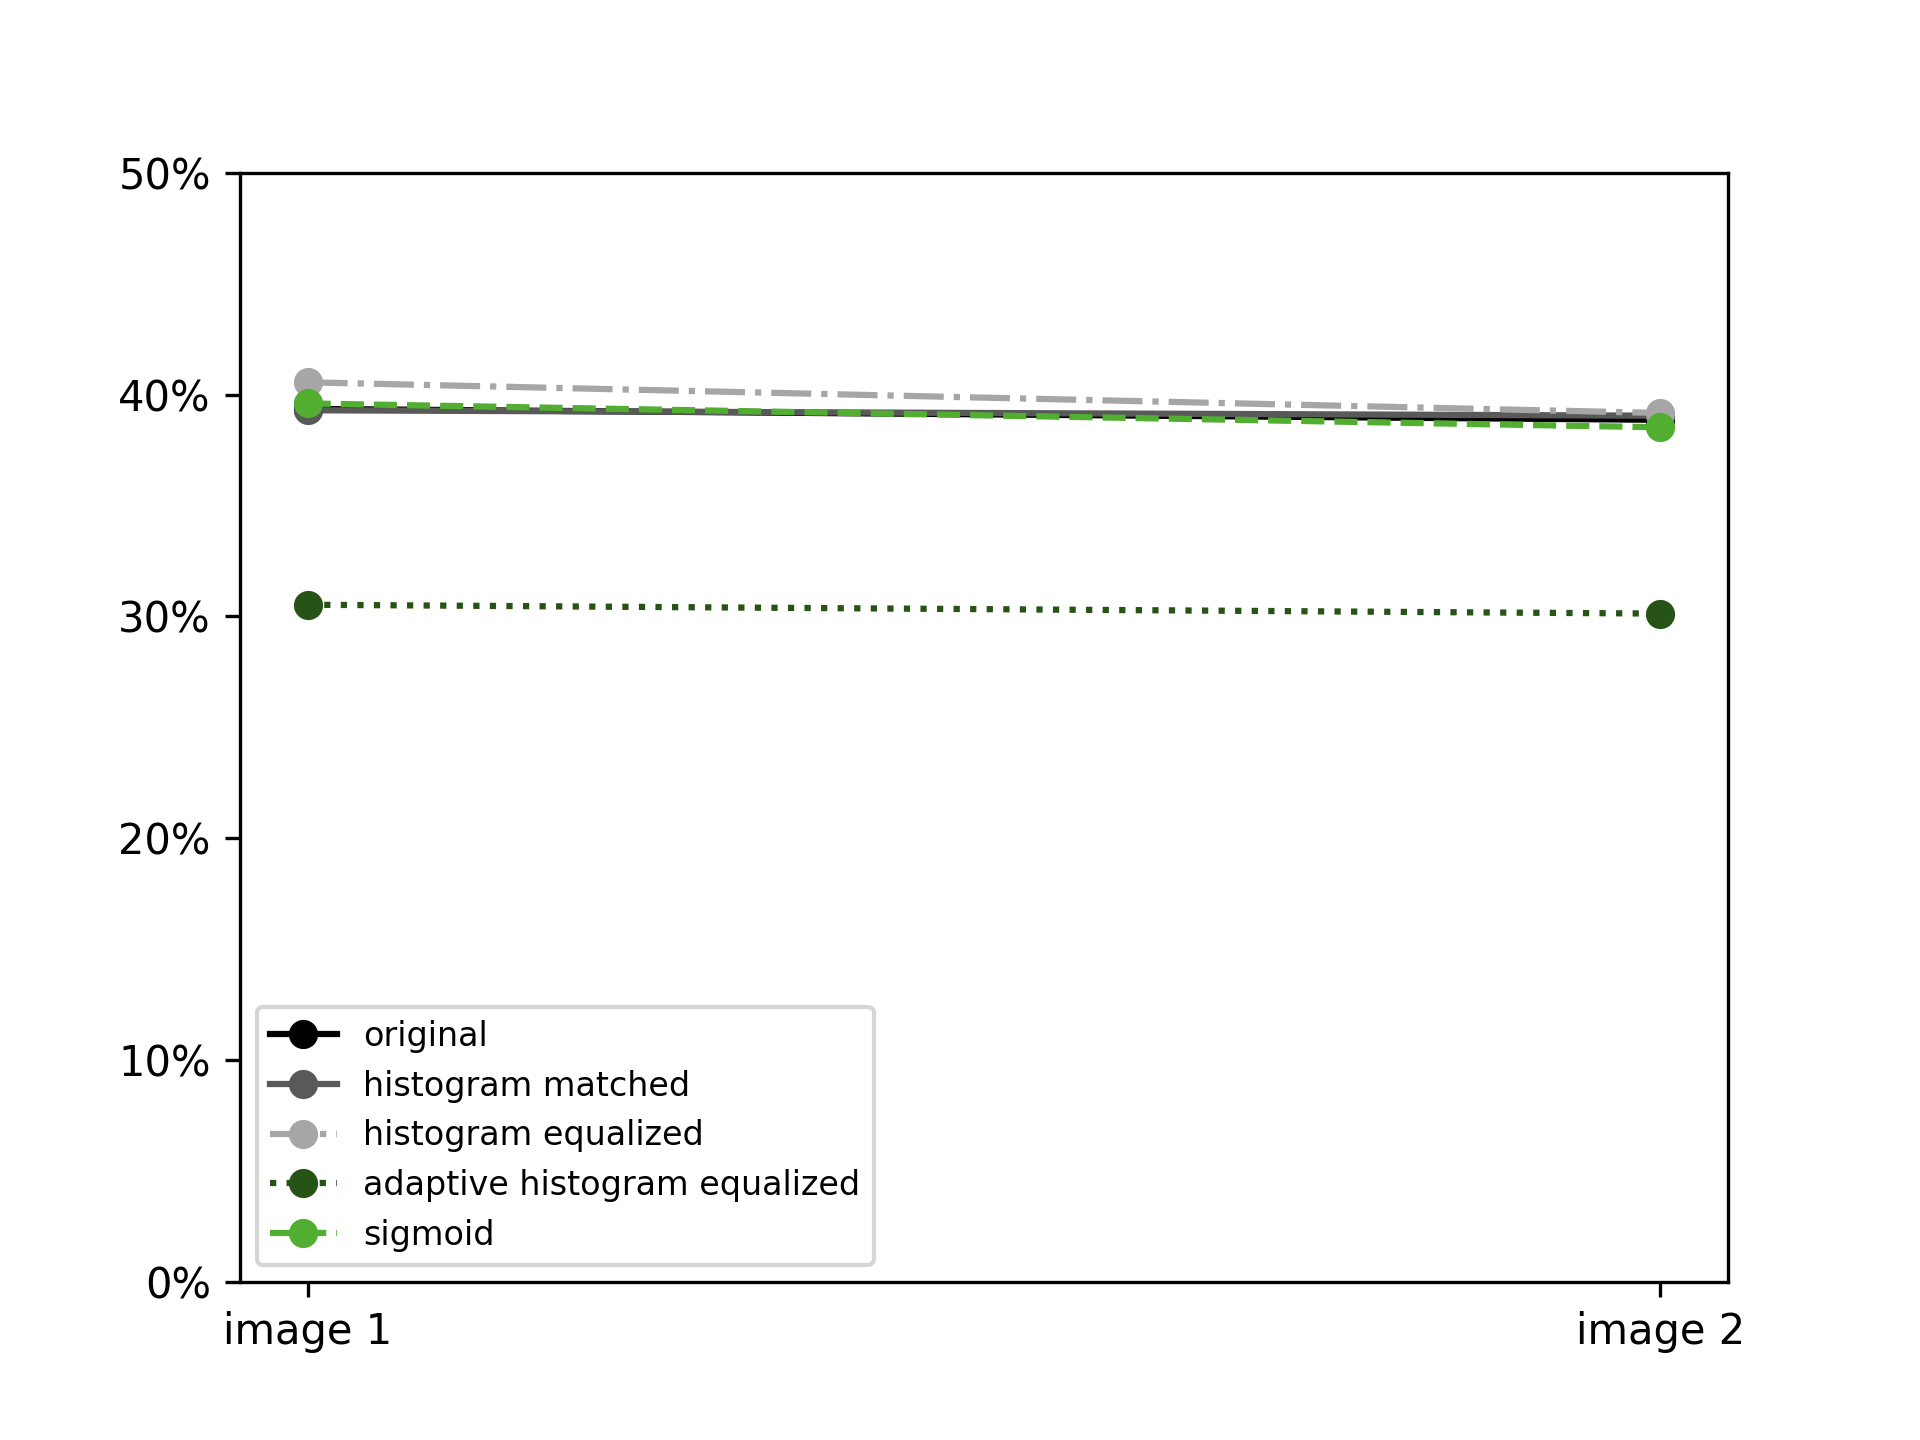 50%
40%
30%
20%
10%
0%
original
histogram matched
histogram equalized
adaptive histogram equalized
sigmoid
image 1
image 2